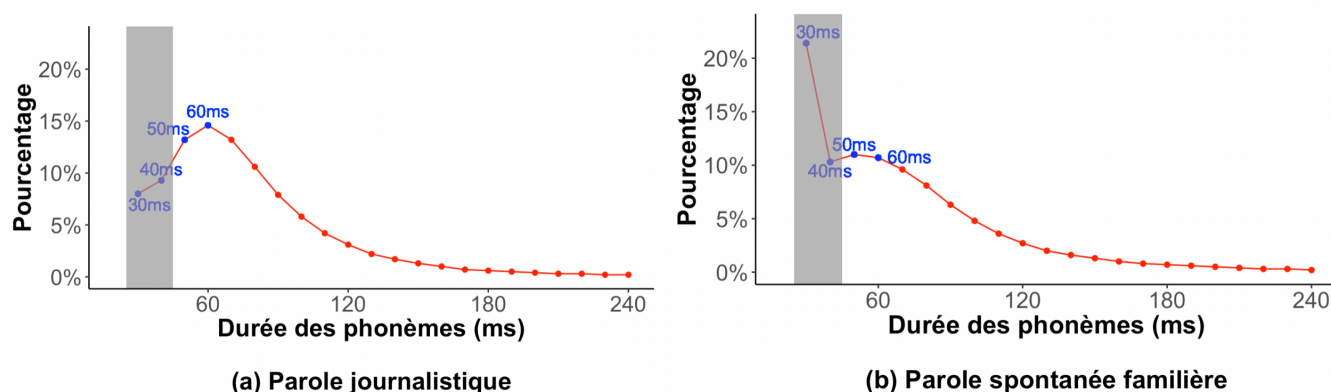 Pourcentage
20%
15%
10%
5%
0%
60ms
50ms
40ms
30ms
60
120
180
240
Durée des phonèmes (ms)
(a) Parole journalistique
Pourcentage
20%
15%
10%
5%
0%
30ms
50ms
60ms
40ms
60
120
180
240
Durée des phonèmes (ms)
(b) Parole spontanée familière